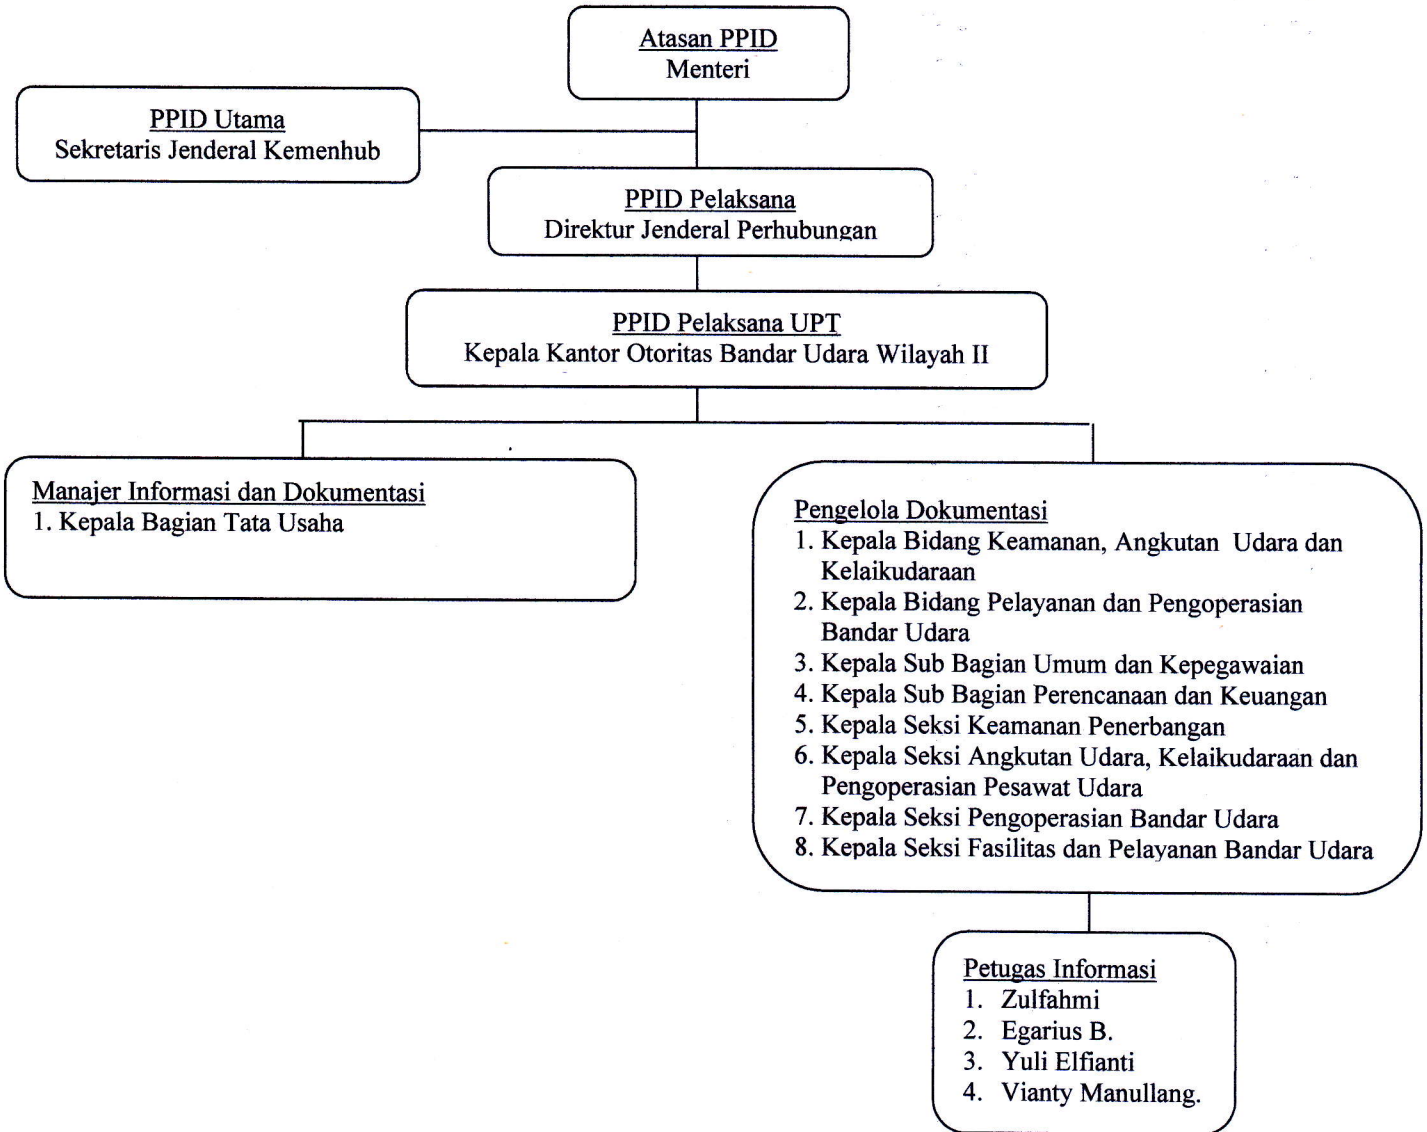 Atasan PPID
Menteri
PPID Utama
Sekretaris Jenderal Kemenhub
PPID Pelaksana
Direktur Jenderal Perhubungan
PPID Pelaksana UPT
Kepala Kantor Otoritas Bandar Udara Wilayah II
Manajer Informasi dan Dokumentasi
1. Kepala Bagian Tata Usaha
Pengelola Dokumentasi
1. Kepala Bidang Keamanan, Angkutan Udara dan
Kelaikudaraan
2. Kepala Bidang Pelayanan dan Pengoperasian
Bandar Udara
3. Kepala Sub Bagian Umum dan Kepegawaian
4. Kepala Sub Bagian Perencanaan dan Keuangan
5. Kepala Seksi Keamanan Penerbangan
6. Kepala Seksi Angkutan Udara, Kelaikudaraan dan
Pengoperasian Pesawat Udara
7. Kepala Seksi Pengoperasian Bandar Udara
8. Kepala Seksi Fasilitas dan Pelayanan Bandar Udara
Petugas Informasi
1. Zulfahmi
2. Egarius B.
3. Yuli Elfianti
4. Vianty Manullang.